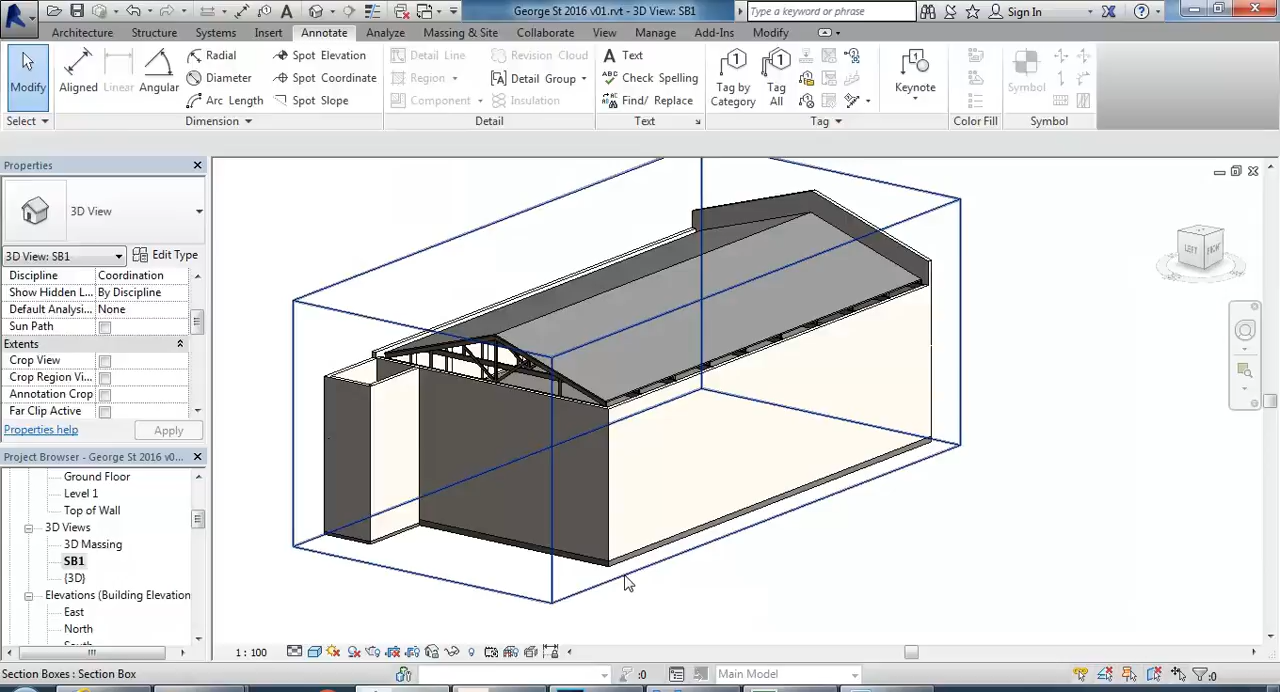 George St 2016 v01.rvt - 3D View: SB1
Type a keyword or phrase
Sign In
Architecture Structure Systems Insert Annotate Analyze Massing & Site Collaborate View Manage Add-Ins Modify
Modify
Select
Aligned
Linear
Angular
Radial
Diameter
Arc Length
Spot Elevation
Spot Coordinate
Spot Slope
Dimension
Detail Line
Region
Component
Revision Cloud
Detail Group
Insulation
Detail
Text
Check Spelling
Find/ Replace
Text
Tag by
Category
Tag
All
Tag
Keynote
Color Fill
Symbol
Symbol
Properties
3D View
3D View: SB1
Edit Type
Discipline Coordination
Show Hidden L... By Discipline
Default Analysi... None
Sun Path
Extents
Crop View
Crop Region Vi...
Annotation Crop
Far Clip Active
Properties help
Apply
Project Browser - George St 2016 v0...
Ground Floor
Level 1
Top of Wall
3D Views
3D Massing
SB1
{3D}
Elevations (Building Elevation
East
North
LEFT
FRONT
1 : 100
Section Boxes : Section Box
:0
Main Model
:0